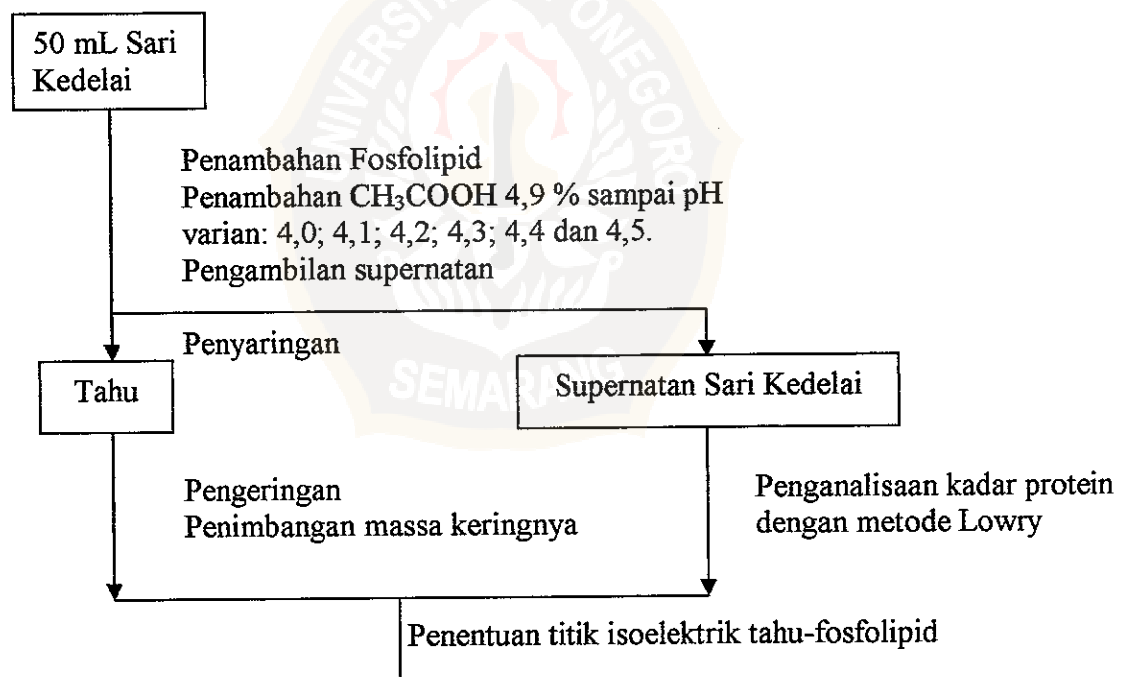 50 mL Sari
Kedelai
Penambahan Fosfolipid
Penambahan CH₃COOH 4,9 % sampai pH
varian: 4,0; 4,1; 4,2; 4,3; 4,4 dan 4,5.
Pengambilan supernatan
Penyaringan
Tahu
Supernatan Sari Kedelai
Pengeringan
Penimbangan massa keringnya
Penganalisaan kadar protein
dengan metode Lowry
Penentuan titik isoelektrik tahu-fosfolipid
SEMARANG